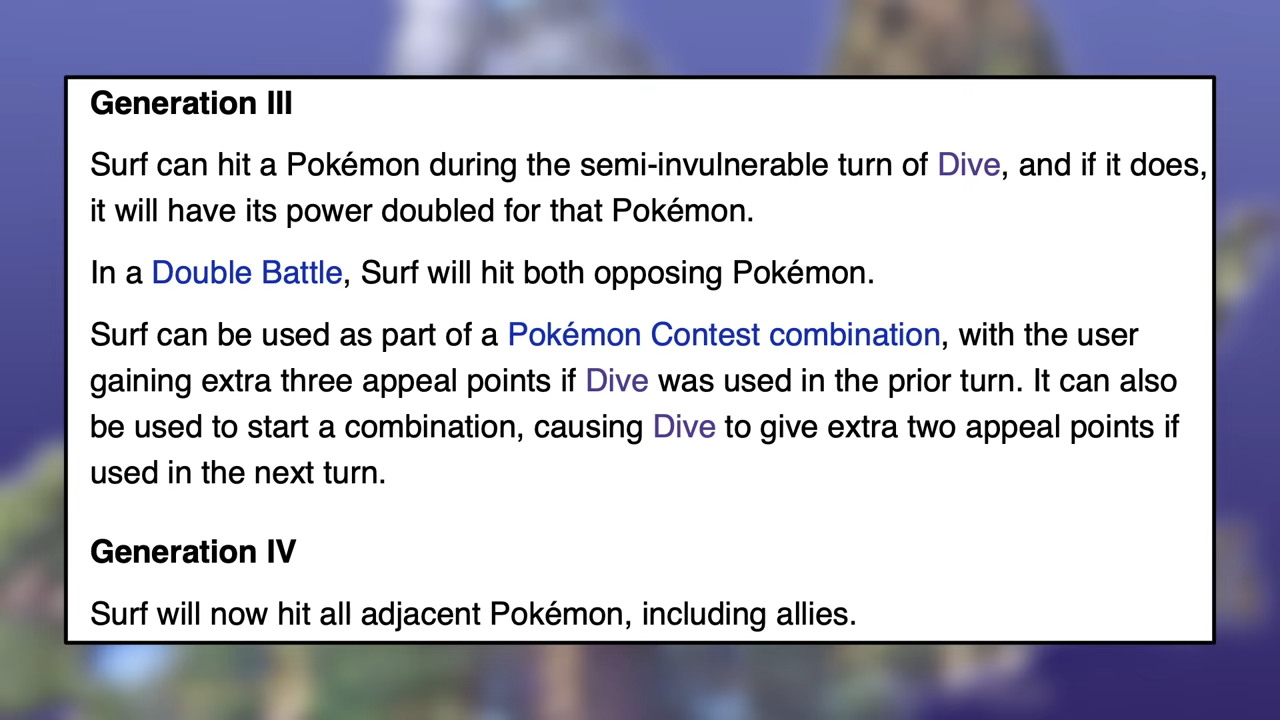 Generation III
Surf can hit a Pokémon during the semi-invulnerable turn of Dive, and if it does,
it will have its power doubled for that Pokémon.
In a Double Battle, Surf will hit both opposing Pokémon.
Surf can be used as part of a Pokémon Contest combination, with the user
gaining extra three appeal points if Dive was used in the prior turn. It can also
be used to start a combination, causing Dive to give extra two appeal points if
used in the next turn.
Generation IV
Surf will now hit all adjacent Pokémon, including allies.